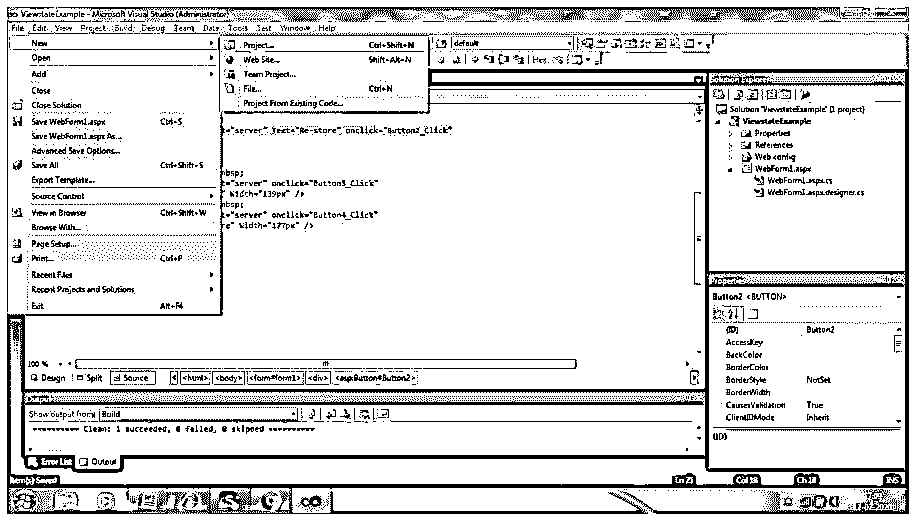 ViewstateExample - Microsoft Visual Studio (Administrator)
File Edit View Project Build Debug Team Data Tools Test Window Help
New
Open
Add
Close
Close Solution
Save WebForm1.aspx Ctrl+S
Save WebForm1.aspx As...
Advanced Save Options...
Save All Ctrl+Shift+S
Export Template...
Source Control
View in Browser Ctrl+Shift+W
Browse With...
Page Setup...
Print... Ctrl+P
Recent Files
Recent Projects and Solutions
Exit Alt+F4
Project... Ctrl+Shift+N
Web Site... Shift+Alt+N
Team Project...
File... Ctrl+N
Project From Existing Code...
default
t="server" Text="Re-store" onclick="Button2_Click"
nbsp;
t="server" onclick="Button3_Click"
Width="139px" />
nbsp;
t="server" onclick="Button4_Click"
re" Width="177px" />
100 %
Design Split Source <html> <body> <form#form1> <div> <asp:Button#Button2>
Output
Show output from: Build
========== Clean: 1 succeeded, 0 failed, 0 skipped ==========
Error List Output
Item(s) Saved Ln 23 Col 18 Ch 18 INS
Solution Explorer
Solution 'ViewstateExample' (1 project)
ViewstateExample
Properties
References
Web.config
WebForm1.aspx
WebForm1.aspx.cs
WebForm1.aspx.designer.cs
Properties
Button2 <BUTTON>
(ID) Button2
AccessKey
BackColor
BorderColor
BorderStyle NotSet
BorderWidth
CausesValidation True
ClientIDMode Inherit
(ID)